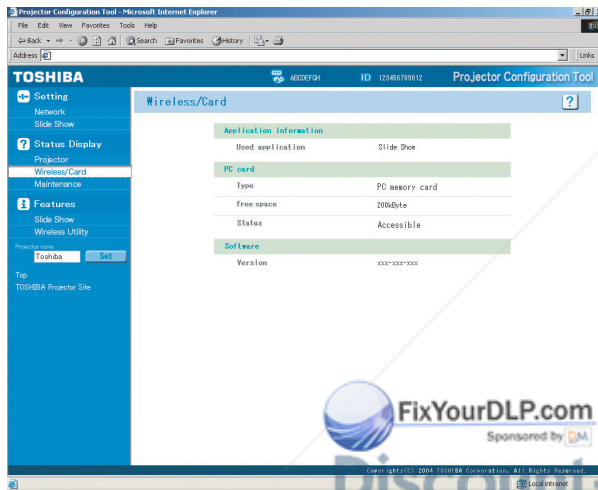 Projector Configuration Tool - Microsoft Internet Explorer
File Edit View Favorites Tools Help
Back Search Favorites History
Address Links
TOSHIBA ABCDEFGH ID 123456789012 Projector Configuration Tool
Setting
Network
Slide Show
Status Display
Projector
Wireless/Card
Maintenance
Features
Slide Show
Wireless Utility
Projector name
Toshiba Set
Top
TOSHIBA Projector Site
Wireless/Card ?
Application information
Used application Slide Show
PC card
Type PC memory card
Free space 200kByte
Status Accessible
Software
Version xxx-xxx-xxx
FixYourDLP.com
Sponsored by DM
Copyrights(C) 2004 TOSHIBA Corporation, All Rights Reserved.
Local intranet